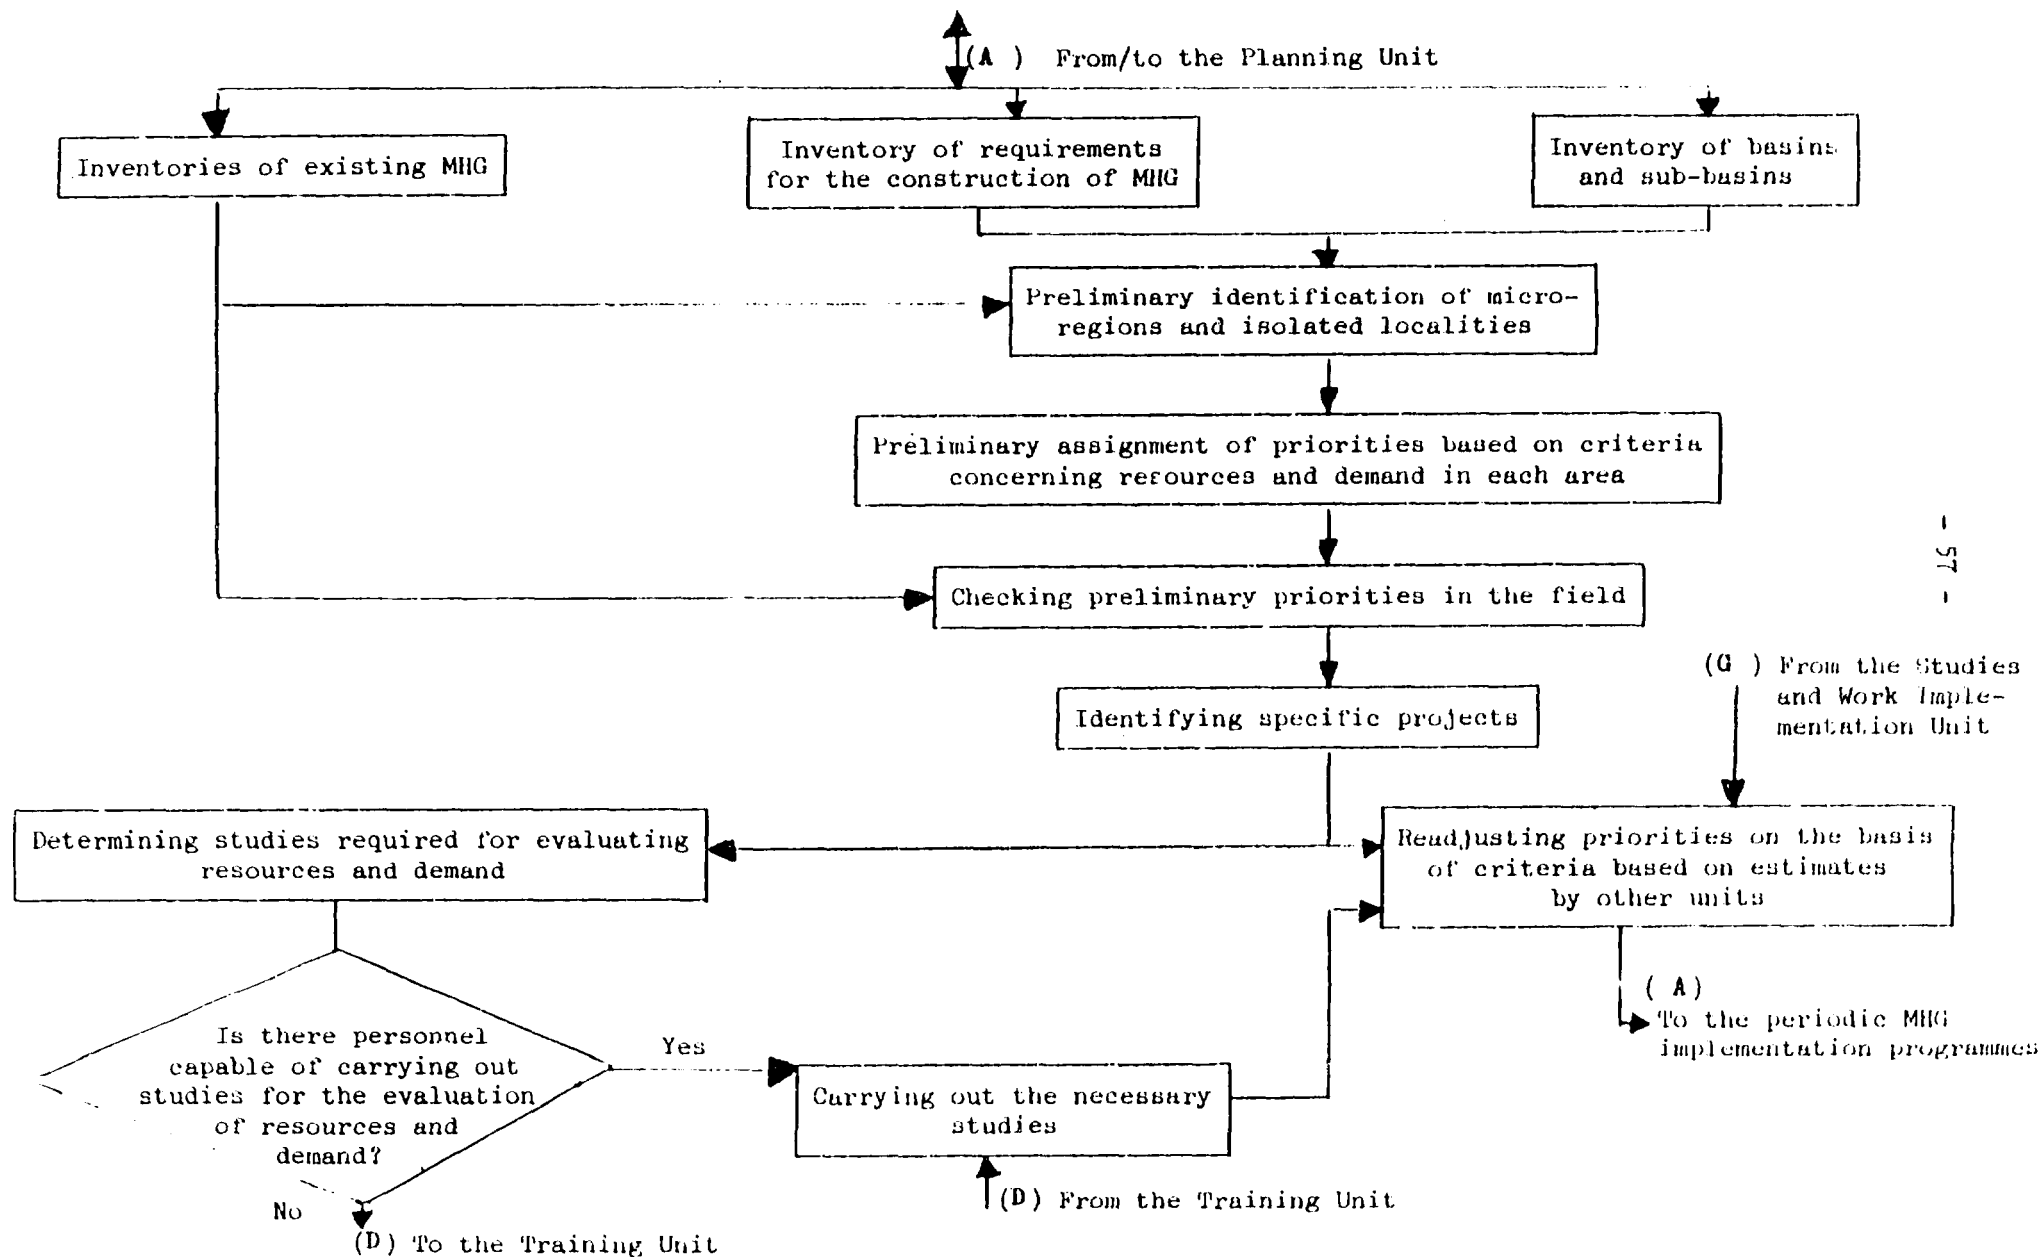 (A ) From/to the Planning Unit
Inventories of existing MHG
Inventory of requirements
for the construction of MHG
Inventory of basins
and sub-basins
Preliminary identification of micro-
regions and isolated localities
Preliminary assignment of priorities based on criteria
concerning resources and demand in each area
- 57 -
Checking preliminary priorities in the field
(G ) From the Studies
and Work Imple-
mentation Unit
Identifying specific projects
Determining studies required for evaluating
resources and demand
Readjusting priorities on the basis
of criteria based on estimates
by other units
( A )
To the periodic MHG
implementation programmes
Is there personnel
capable of carrying out
studies for the evaluation
of resources and
demand?
Yes
Carrying out the necessary
studies
No
(D) From the Training Unit
(D) To the Training Unit